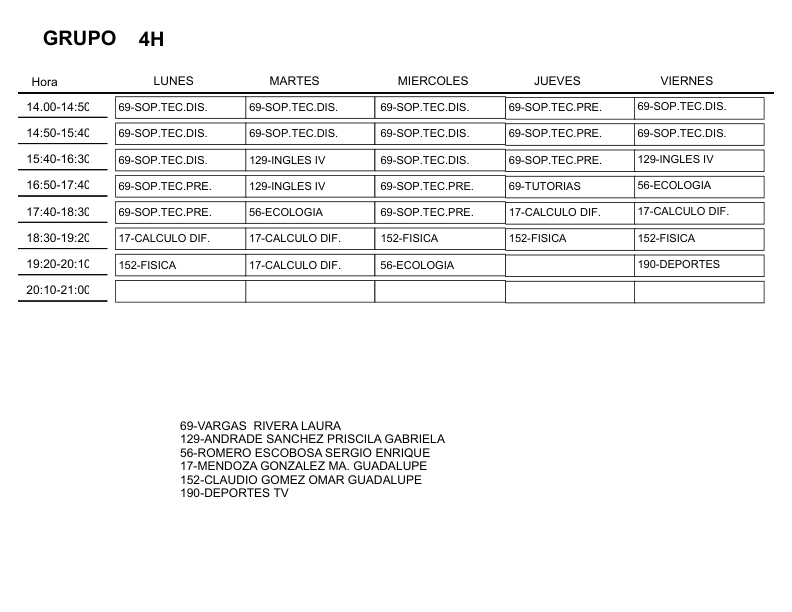 GRUPO 4H
Hora LUNES MARTES MIERCOLES JUEVES VIERNES
14.00-14:50 69-SOP.TEC.DIS. 69-SOP.TEC.DIS. 69-SOP.TEC.DIS. 69-SOP.TEC.PRE. 69-SOP.TEC.DIS.
14:50-15:40 69-SOP.TEC.DIS. 69-SOP.TEC.DIS. 69-SOP.TEC.DIS. 69-SOP.TEC.PRE. 69-SOP.TEC.DIS.
15:40-16:30 69-SOP.TEC.DIS. 129-INGLES IV 69-SOP.TEC.DIS. 69-SOP.TEC.PRE. 129-INGLES IV
16:50-17:40 69-SOP.TEC.PRE. 129-INGLES IV 69-SOP.TEC.PRE. 69-TUTORIAS 56-ECOLOGIA
17:40-18:30 69-SOP.TEC.PRE. 56-ECOLOGIA 69-SOP.TEC.PRE. 17-CALCULO DIF. 17-CALCULO DIF.
18:30-19:20 17-CALCULO DIF. 17-CALCULO DIF. 152-FISICA 152-FISICA 152-FISICA
19:20-20:10 152-FISICA 17-CALCULO DIF. 56-ECOLOGIA 190-DEPORTES
20:10-21:00
69-VARGAS RIVERA LAURA
129-ANDRADE SANCHEZ PRISCILA GABRIELA
56-ROMERO ESCOBOSA SERGIO ENRIQUE
17-MENDOZA GONZALEZ MA. GUADALUPE
152-CLAUDIO GOMEZ OMAR GUADALUPE
190-DEPORTES TV